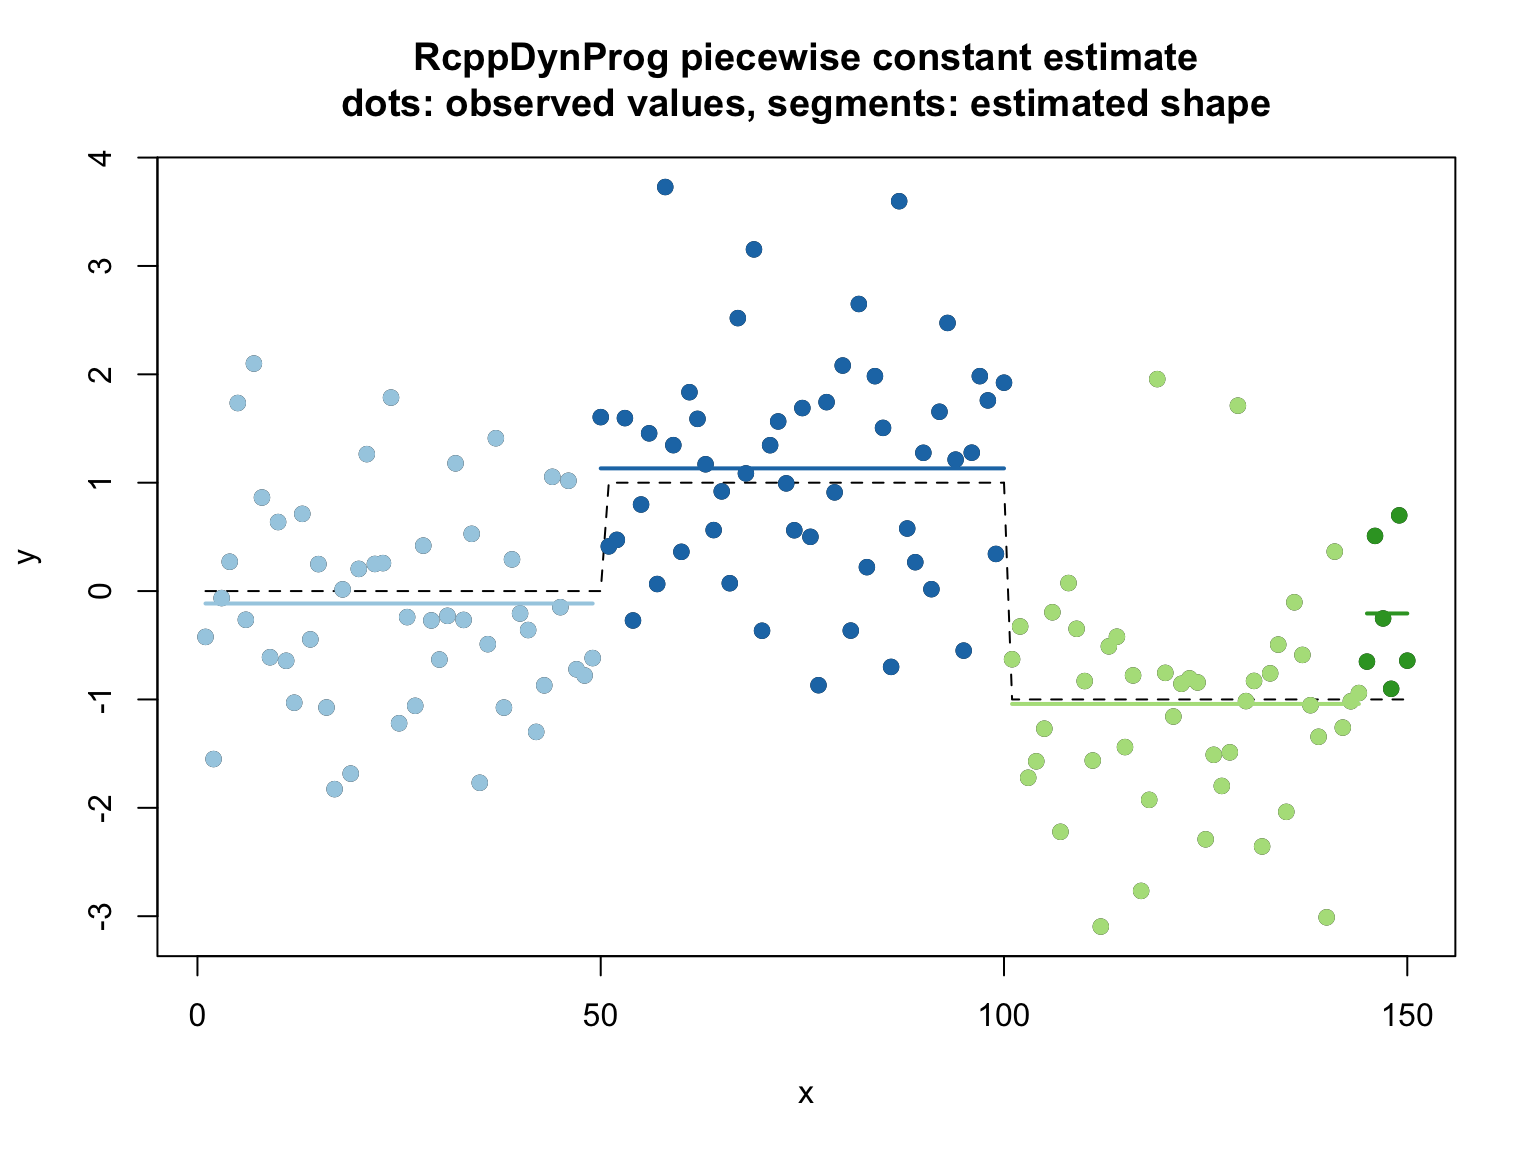 RcppDynProg piecewise constant estimate
dots: observed values, segments: estimated shape
4
3
2
1
0
-1
-2
-3
y
0 50 100 150
x